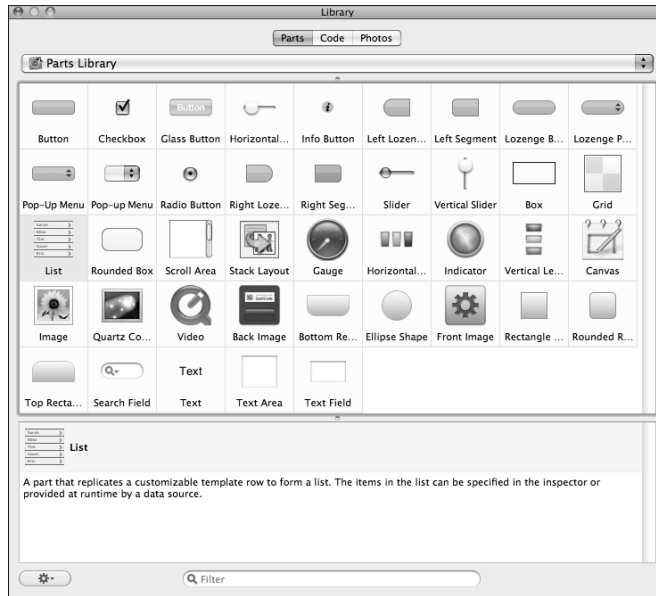 Library
Parts Code Photos
Parts Library
Button
Button Checkbox Glass Button Horizontal... Info Button Left Lozen... Left Segment Lozenge B... Lozenge P...
Pop-Up Menu Pop-up Menu Radio Button Right Loze... Right Seg... Slider Vertical Slider Box Grid
List Rounded Box Scroll Area Stack Layout Gauge Horizontal... Indicator Vertical Le... Canvas
Image Quartz Co... Video Back Image Bottom Re... Ellipse Shape Front Image Rectangle ... Rounded R...
Text
Top Recta... Search Field Text Text Area Text Field
List
A part that replicates a customizable template row to form a list. The items in the list can be specified in the inspector or
provided at runtime by a data source.
Filter